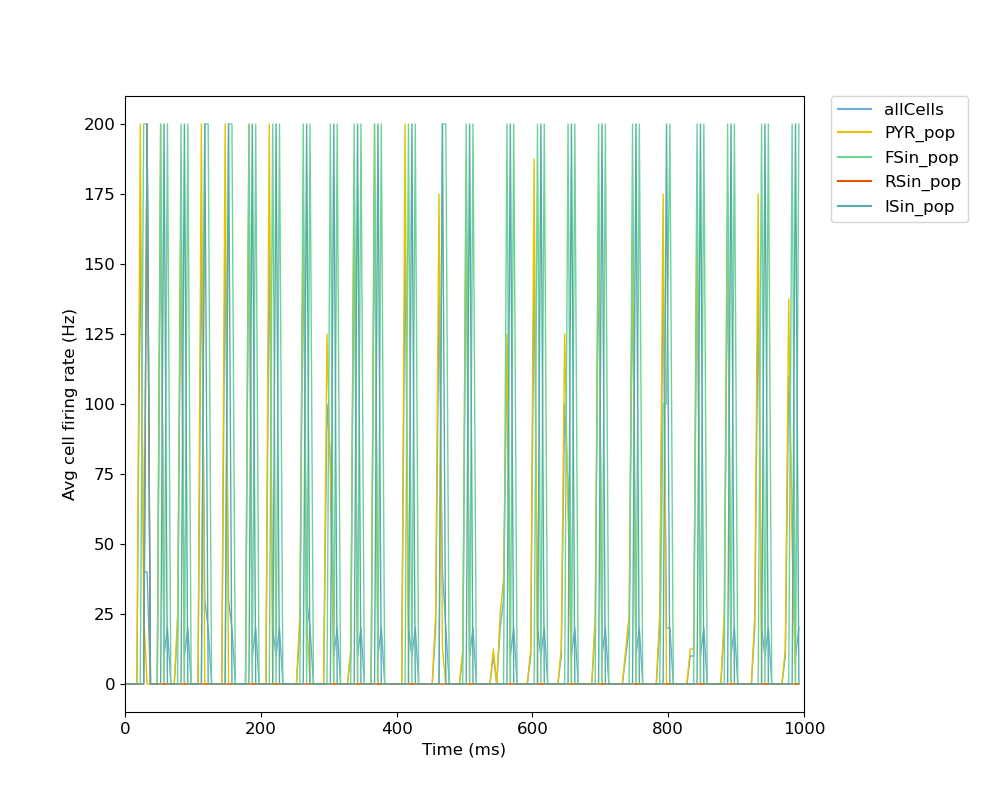 200
175
150
125
100
75
50
25
0
Avg cell firing rate (Hz)
0 200 400 600 800 1000
Time (ms)
allCells
PYR_pop
FSin_pop
RSin_pop
ISin_pop